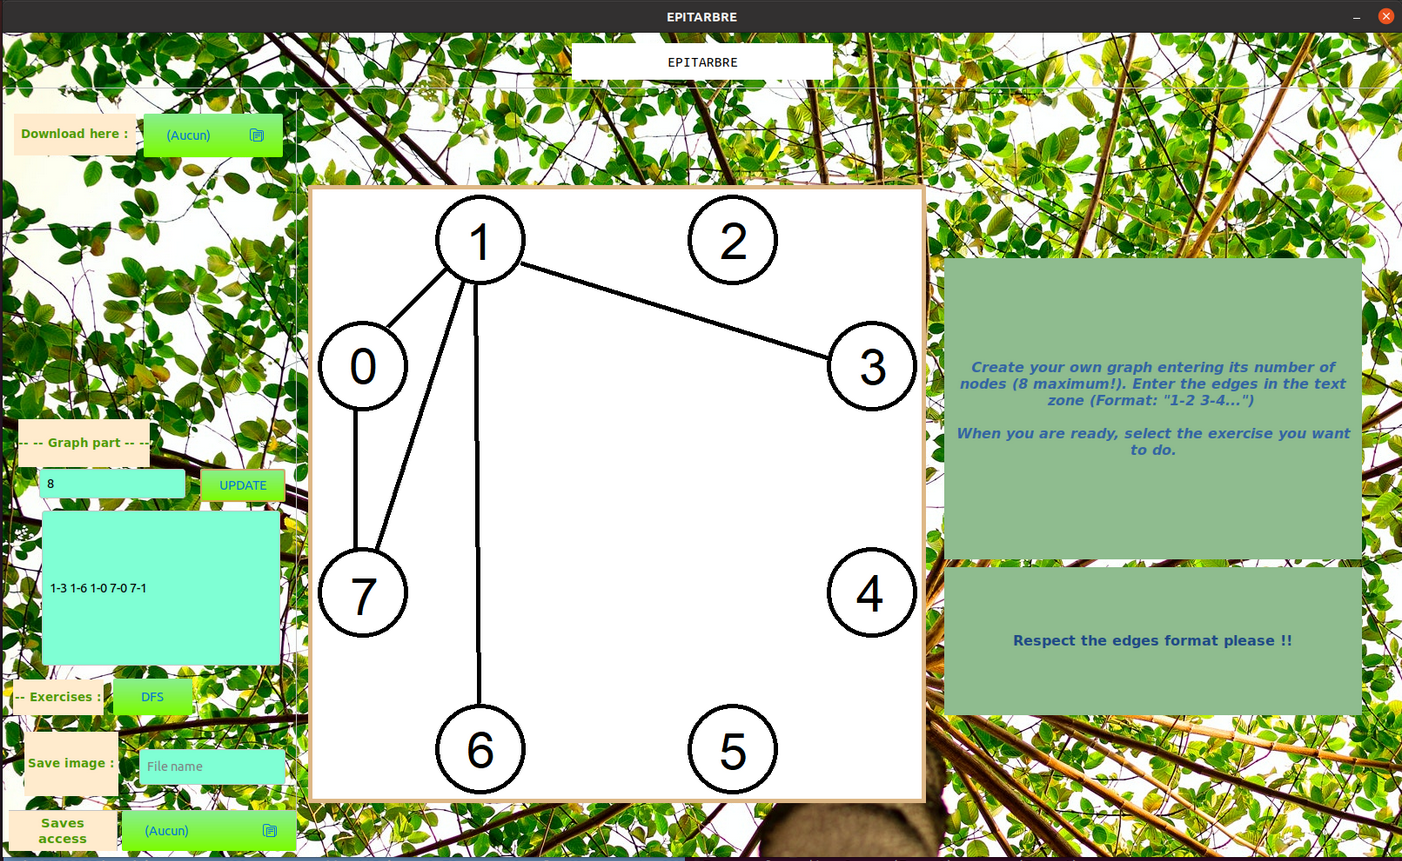 EPITARBRE
EPITARBRE
Download here :
(Aucun)
1
2
0
3
7
4
6
5
-- -- Graph part -- --
8
UPDATE
1-3 1-6 1-0 7-0 7-1
-- Exercises :
DFS
Save image :
File name
Saves
access
(Aucun)
Create your own graph entering its number of
nodes (8 maximum!). Enter the edges in the text
zone (Format: "1-2 3-4...")
When you are ready, select the exercise you want
to do.
Respect the edges format please !!